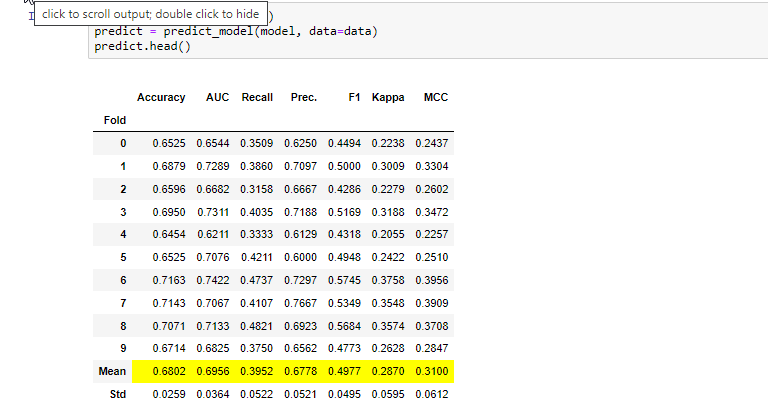 click to scroll output; double click to hide )
predict = predict_model(model, data=data)
predict.head()
Accuracy AUC Recall Prec. F1 Kappa MCC
Fold
0 0.6525 0.6544 0.3509 0.6250 0.4494 0.2238 0.2437
1 0.6879 0.7289 0.3860 0.7097 0.5000 0.3009 0.3304
2 0.6596 0.6682 0.3158 0.6667 0.4286 0.2279 0.2602
3 0.6950 0.7311 0.4035 0.7188 0.5169 0.3188 0.3472
4 0.6454 0.6211 0.3333 0.6129 0.4318 0.2055 0.2257
5 0.6525 0.7076 0.4211 0.6000 0.4948 0.2422 0.2510
6 0.7163 0.7422 0.4737 0.7297 0.5745 0.3758 0.3956
7 0.7143 0.7067 0.4107 0.7667 0.5349 0.3548 0.3909
8 0.7071 0.7133 0.4821 0.6923 0.5684 0.3574 0.3708
9 0.6714 0.6825 0.3750 0.6562 0.4773 0.2628 0.2847
Mean 0.6802 0.6956 0.3952 0.6778 0.4977 0.2870 0.3100
Std 0.0259 0.0364 0.0522 0.0521 0.0495 0.0595 0.0612